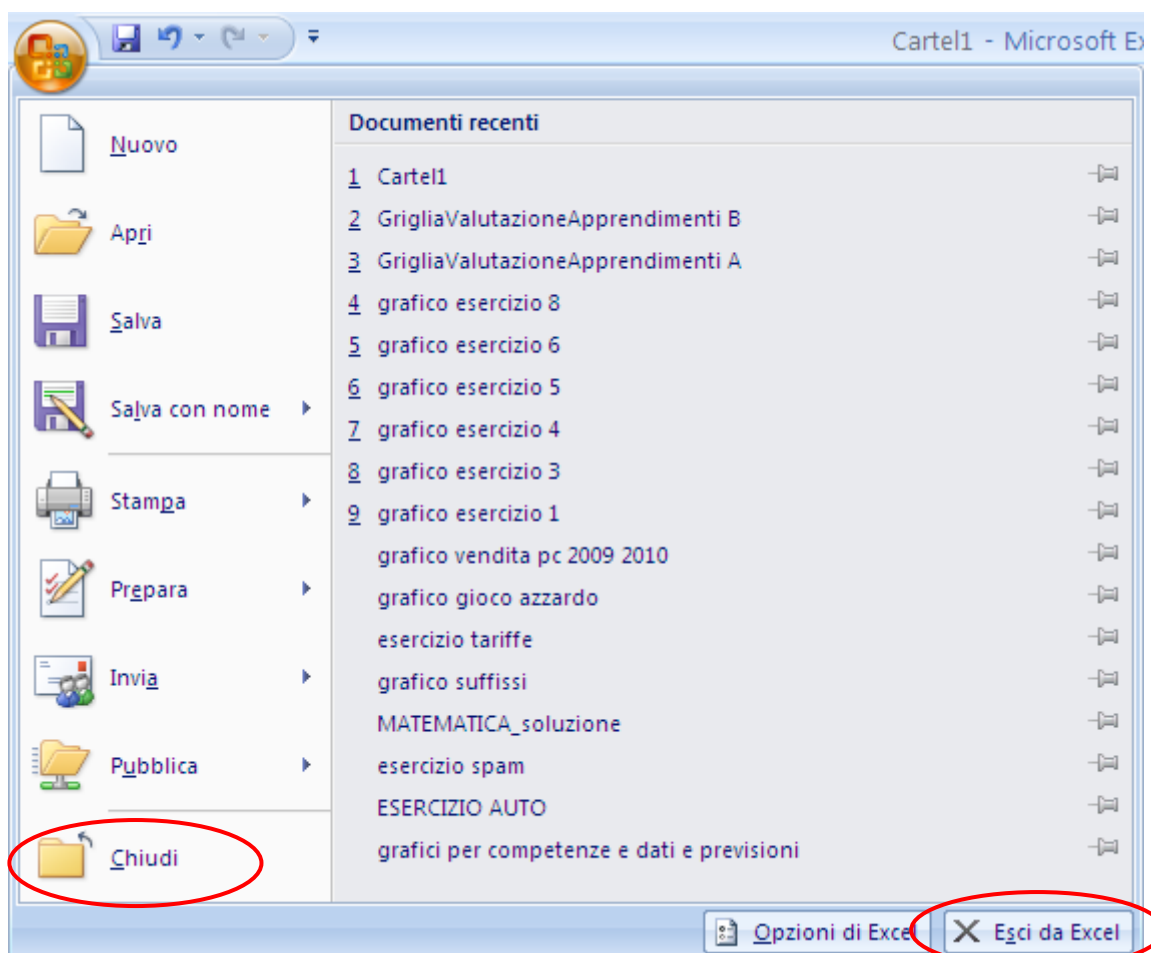 Cartel1 - Microsoft E
Nuovo
Apri
Salva
Salva con nome
Stampa
Prepara
Invia
Pubblica
Chiudi
Documenti recenti
1 Cartel1
2 GrigliaValutazioneApprendimenti B
3 GrigliaValutazioneApprendimenti A
4 grafico esercizio 8
5 grafico esercizio 6
6 grafico esercizio 5
7 grafico esercizio 4
8 grafico esercizio 3
9 grafico esercizio 1
grafico vendita pc 2009 2010
grafico gioco azzardo
esercizio tariffe
grafico suffissi
MATEMATICA_soluzione
esercizio spam
ESERCIZIO AUTO
grafici per competenze e dati e previsioni
Opzioni di Excel
Esci da Excel